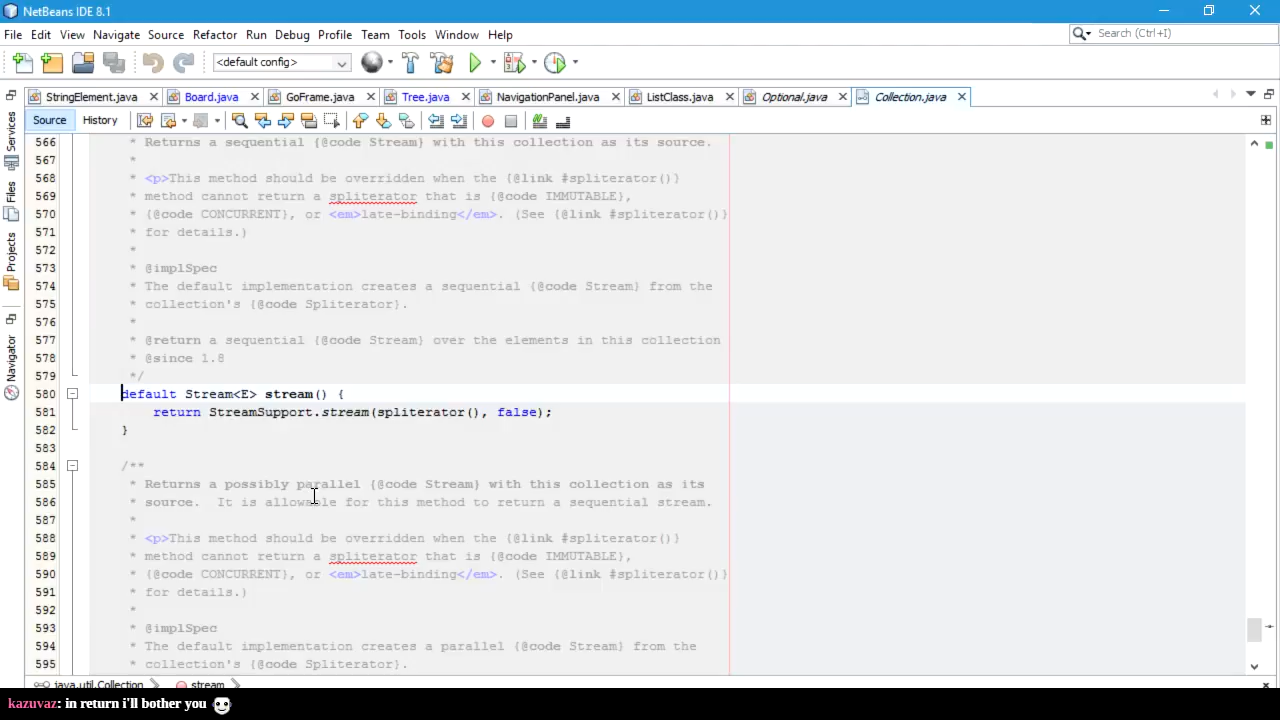 NetBeans IDE 8.1
File Edit View Navigate Source Refactor Run Debug Profile Team Tools Window Help
Search (Ctrl+I)
<default config>
StringElement.java Board.java GoFrame.java Tree.java NavigationPanel.java ListClass.java Optional.java Collection.java
Source History
Services
Files
Projects
Navigator
566 * Returns a sequential {@code Stream} with this collection as its source.
567 *
568 * <p>This method should be overridden when the {@link #spliterator()}
569 * method cannot return a spliterator that is {@code IMMUTABLE},
570 * {@code CONCURRENT}, or <em>late-binding</em>. (See {@link #spliterator()}
571 * for details.)
572 *
573 * @implSpec
574 * The default implementation creates a sequential {@code Stream} from the
575 * collection's {@code Spliterator}.
576 *
577 * @return a sequential {@code Stream} over the elements in this collection
578 * @since 1.8
579 */
580 default Stream<E> stream() {
581 return StreamSupport.stream(spliterator(), false);
582 }
583
584 /**
585 * Returns a possibly parallel {@code Stream} with this collection as its
586 * source. It is allowable for this method to return a sequential stream.
587 *
588 * <p>This method should be overridden when the {@link #spliterator()}
589 * method cannot return a spliterator that is {@code IMMUTABLE},
590 * {@code CONCURRENT}, or <em>late-binding</em>. (See {@link #spliterator()}
591 * for details.)
592 *
593 * @implSpec
594 * The default implementation creates a parallel {@code Stream} from the
595 * collection's {@code Spliterator}.
java.util.Collection stream
kazuvaz: in return i'll bother you